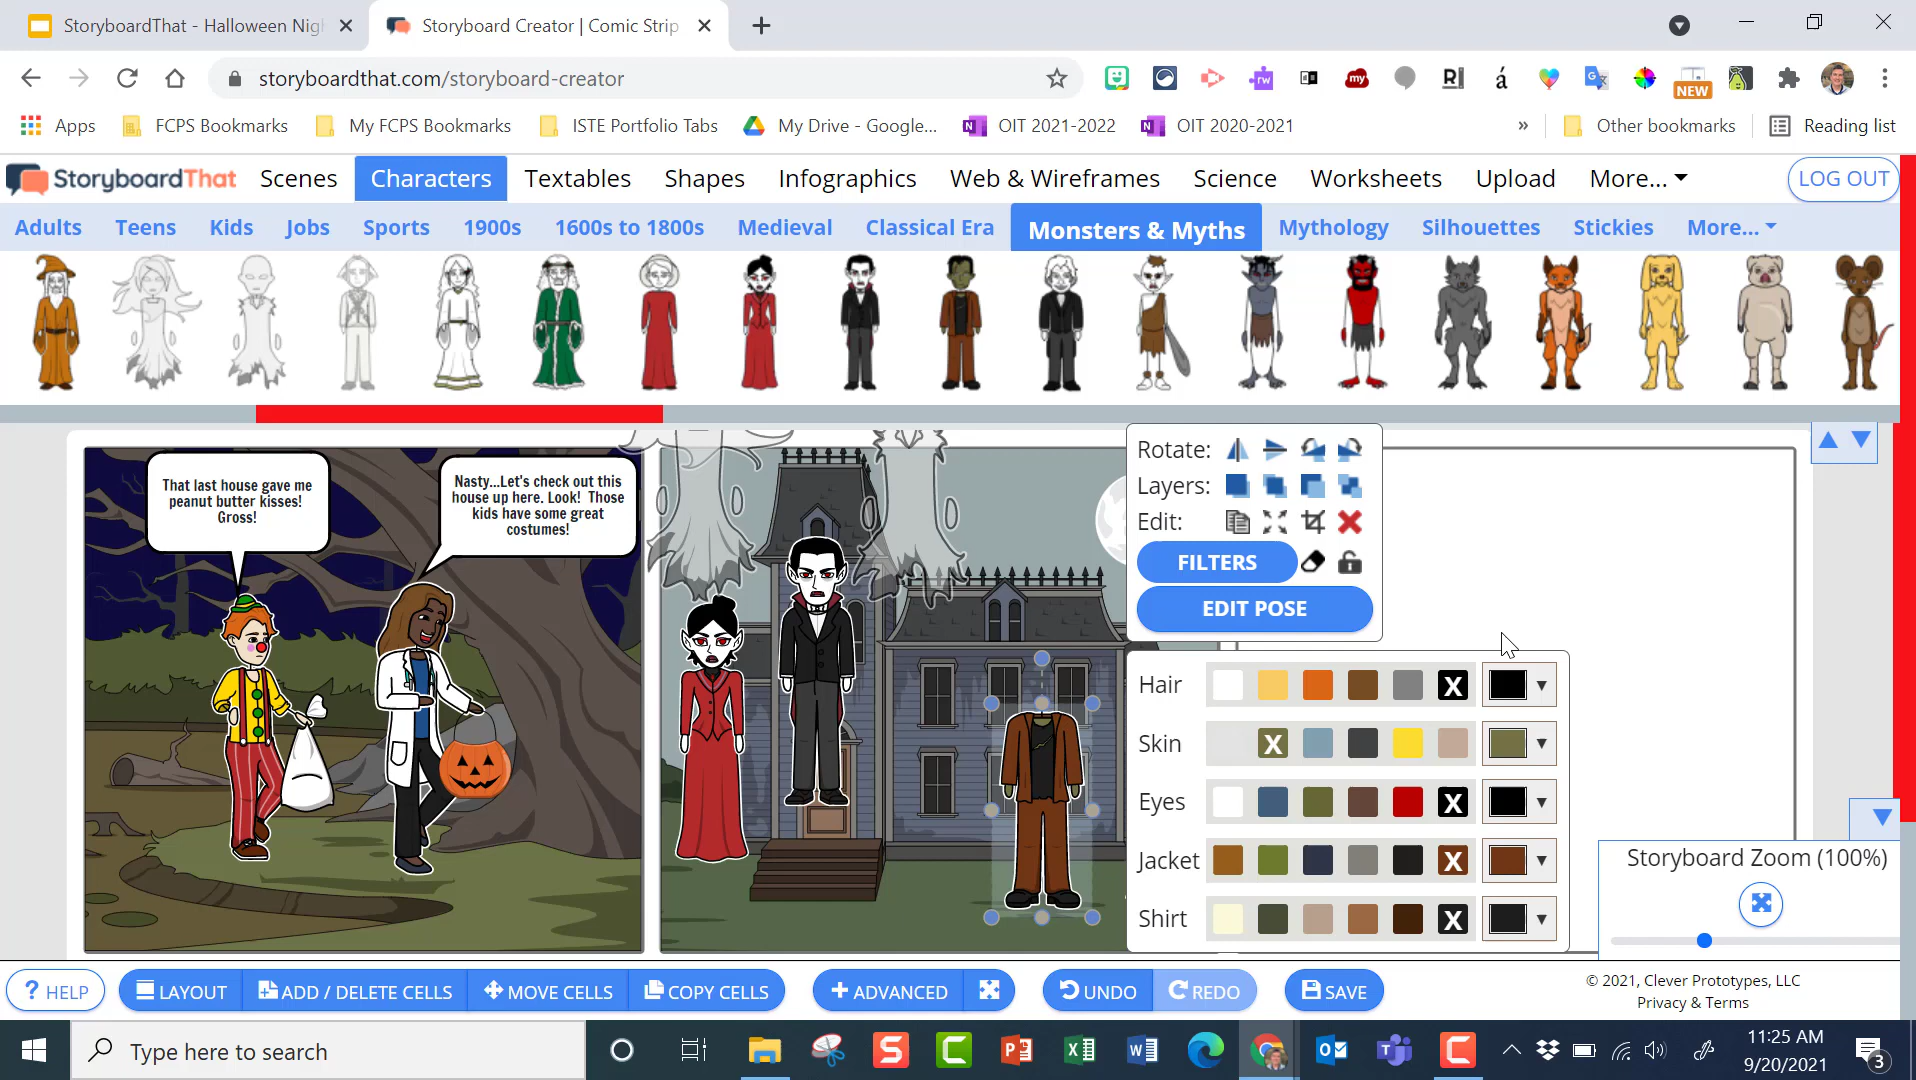 StoryboardThat - Halloween Nigh
Storyboard Creator | Comic Strip
storyboardthat.com/storyboard-creator
NEW
Apps FCPS Bookmarks My FCPS Bookmarks ISTE Portfolio Tabs My Drive - Google... OIT 2021-2022 OIT 2020-2021 » Other bookmarks Reading list
StoryboardThat Scenes Characters Textables Shapes Infographics Web & Wireframes Science Worksheets Upload More... LOG OUT
Adults Teens Kids Jobs Sports 1900s 1600s to 1800s Medieval Classical Era Monsters & Myths Mythology Silhouettes Stickies More...
That last house gave me
peanut butter kisses!
Gross!
Nasty...Let's check out this
house up here. Look! Those
kids have some great
costumes!
Rotate:
Layers:
Edit:
FILTERS
EDIT POSE
Hair X
Skin X
Eyes X
Jacket X
Shirt X
Storyboard Zoom (100%)
? HELP LAYOUT ADD / DELETE CELLS MOVE CELLS COPY CELLS + ADVANCED UNDO REDO SAVE
© 2021, Clever Prototypes, LLC
Privacy & Terms
Type here to search
11:25 AM
9/20/2021
3